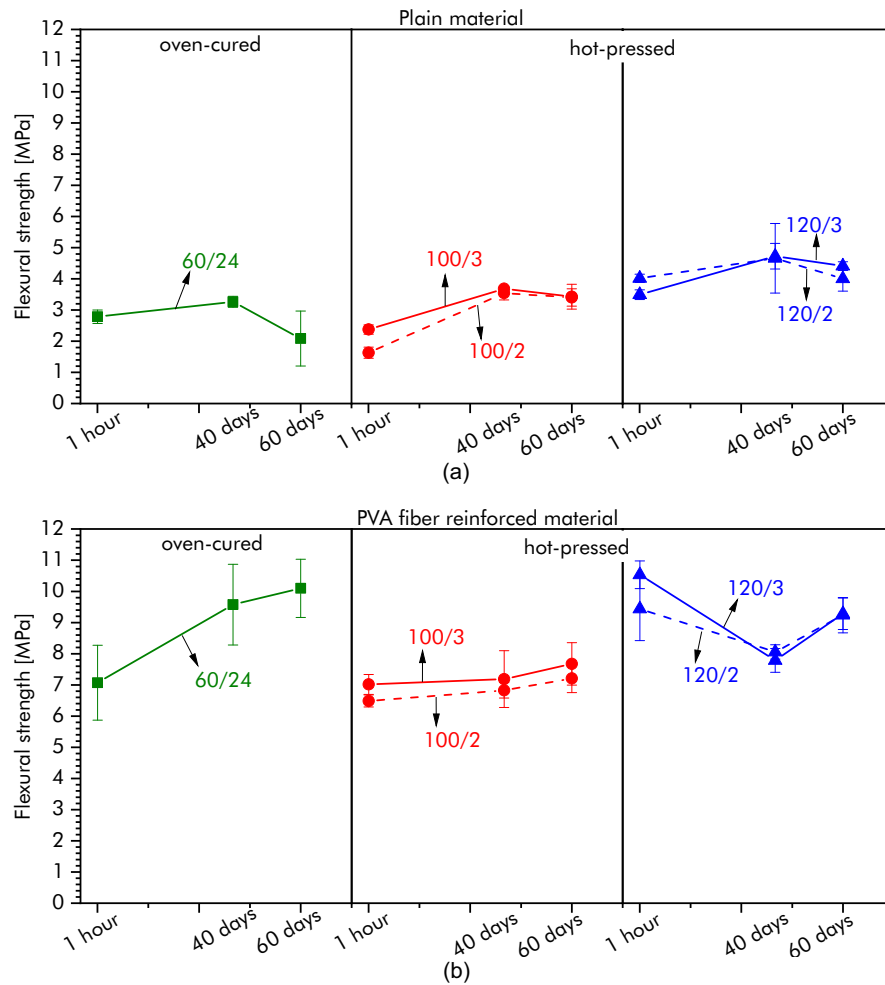 Plain material
oven-cured
hot-pressed
12
11
10
9
8
7
6
5
4
3
2
1
0
Flexural strength [MPa]
60/24
100/3
100/2
120/3
120/2
1 hour
40 days
60 days
1 hour
40 days
60 days
1 hour
40 days
60 days
(a)
PVA fiber reinforced material
oven-cured
hot-pressed
12
11
10
9
8
7
6
5
4
3
2
1
0
Flexural strength [MPa]
60/24
100/3
100/2
120/3
120/2
1 hour
40 days
60 days
1 hour
40 days
60 days
1 hour
40 days
60 days
(b)